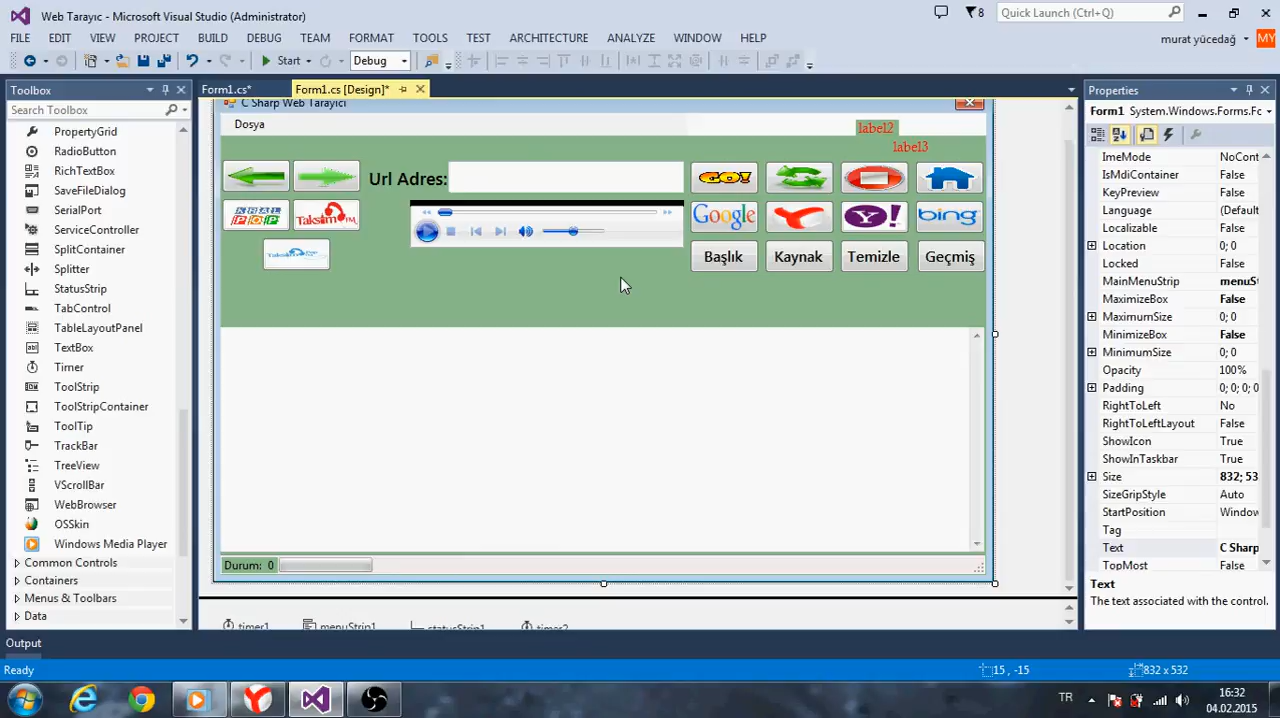 Web Tarayıc - Microsoft Visual Studio (Administrator)
8
Quick Launch (Ctrl+Q)
FILE EDIT VIEW PROJECT BUILD DEBUG TEAM FORMAT TOOLS TEST ARCHITECTURE ANALYZE WINDOW HELP
murat yücedağ MY
Start Debug
Toolbox
Search Toolbox
PropertyGrid
RadioButton
RichTextBox
SaveFileDialog
SerialPort
ServiceController
SplitContainer
Splitter
StatusStrip
TabControl
TableLayoutPanel
TextBox
Timer
ToolStrip
ToolStripContainer
ToolTip
TrackBar
TreeView
VScrollBar
WebBrowser
OSSkin
Windows Media Player
Common Controls
Containers
Menus & Toolbars
Data
Form1.cs* Form1.cs [Design]*
C Sharp Web Tarayıcı
Dosya
label2
label3
Url Adres:
GO!
KRAL POP Taksim FM
Google Y! bing
Başlık Kaynak Temizle Geçmiş
Durum: 0
timer1 menuStrip1 statusStrip1 timer2
Properties
Form1 System.Windows.Forms.Fo
ImeMode NoCont
IsMdiContainer False
KeyPreview False
Language (Defau
Localizable False
Location 0; 0
Locked False
MainMenuStrip menuSt
MaximizeBox False
MaximumSize 0; 0
MinimizeBox False
MinimumSize 0; 0
Opacity 100%
Padding 0; 0; 0; 0
RightToLeft No
RightToLeftLayout False
ShowIcon True
ShowInTaskbar True
Size 832; 53
SizeGripStyle Auto
StartPosition Window
Tag
Text C Sharp
TopMost False
Text
The text associated with the control.
Output
Ready 15 , -15 832 x 532
TR 16:32
04.02.2015